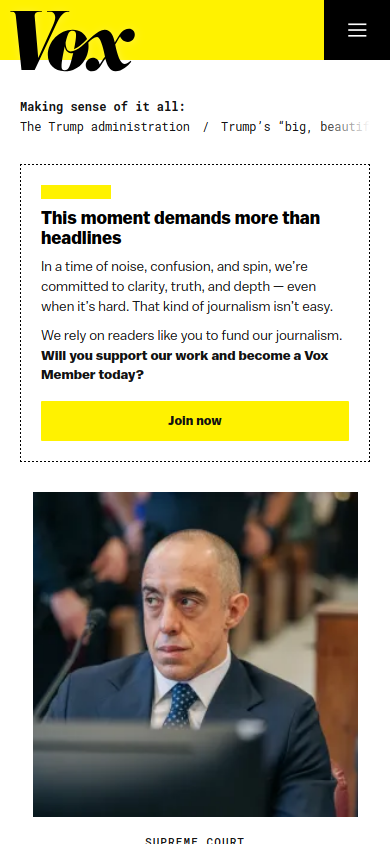 Vox
Making sense of it all:
The Trump administration / Trump's "big, beautif
This moment demands more than
headlines
In a time of noise, confusion, and spin, we're
committed to clarity, truth, and depth — even
when it's hard. That kind of journalism isn't easy.
We rely on readers like you to fund our journalism.
Will you support our work and become a Vox
Member today?
Join now
SUPREME COURT